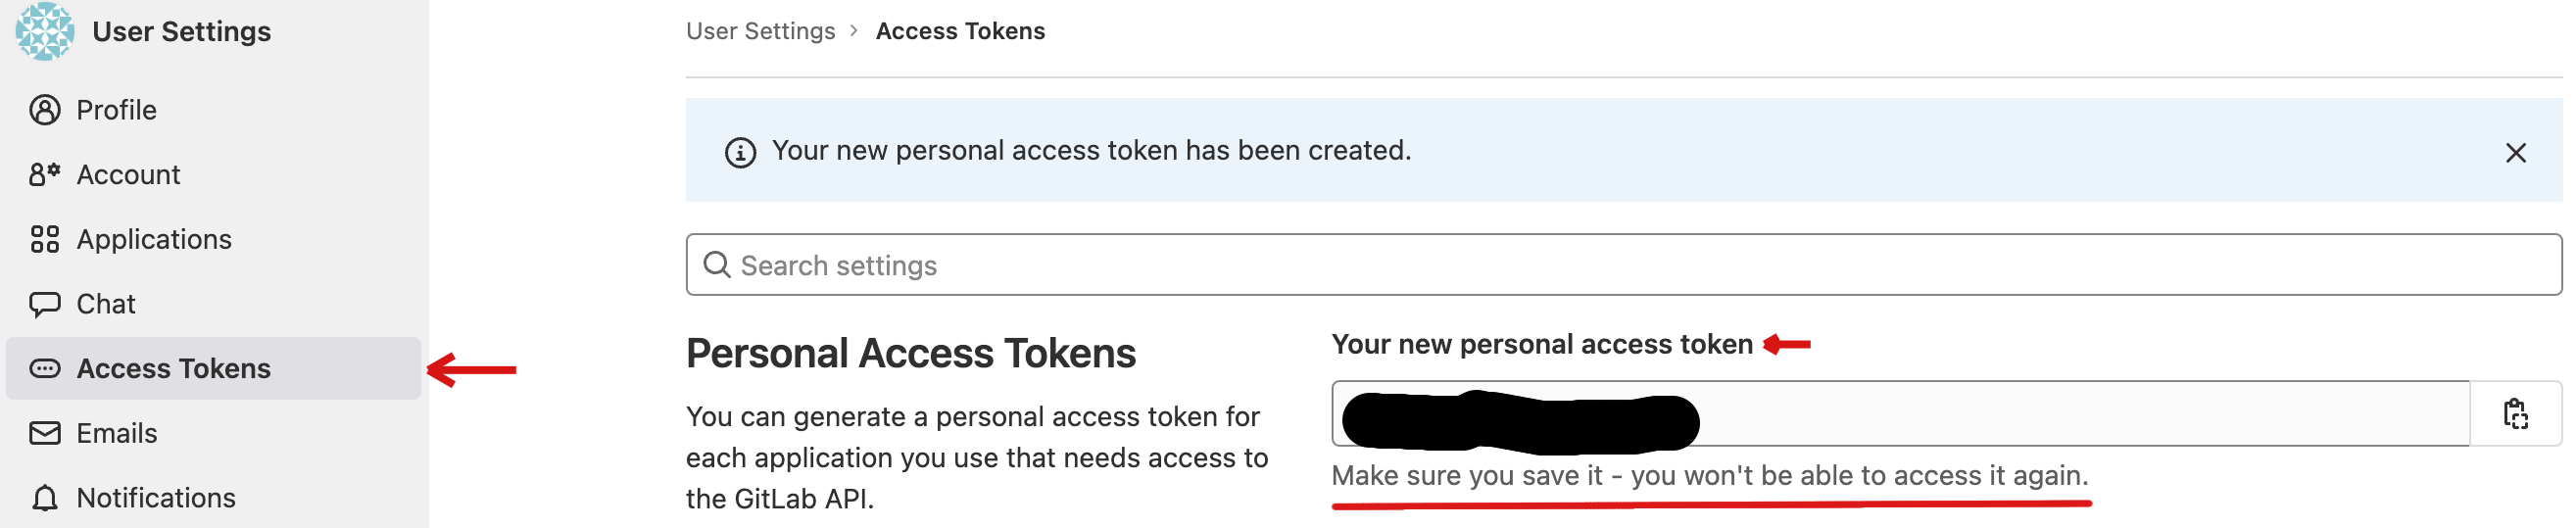 User Settings
Profile
Account
Applications
Chat
Access Tokens
Emails
Notifications
User Settings › Access Tokens
Your new personal access token has been created.
Search settings
Personal Access Tokens
You can generate a personal access token for
each application you use that needs access to
the GitLab API.
Your new personal access token
Make sure you save it - you won't be able to access it again.